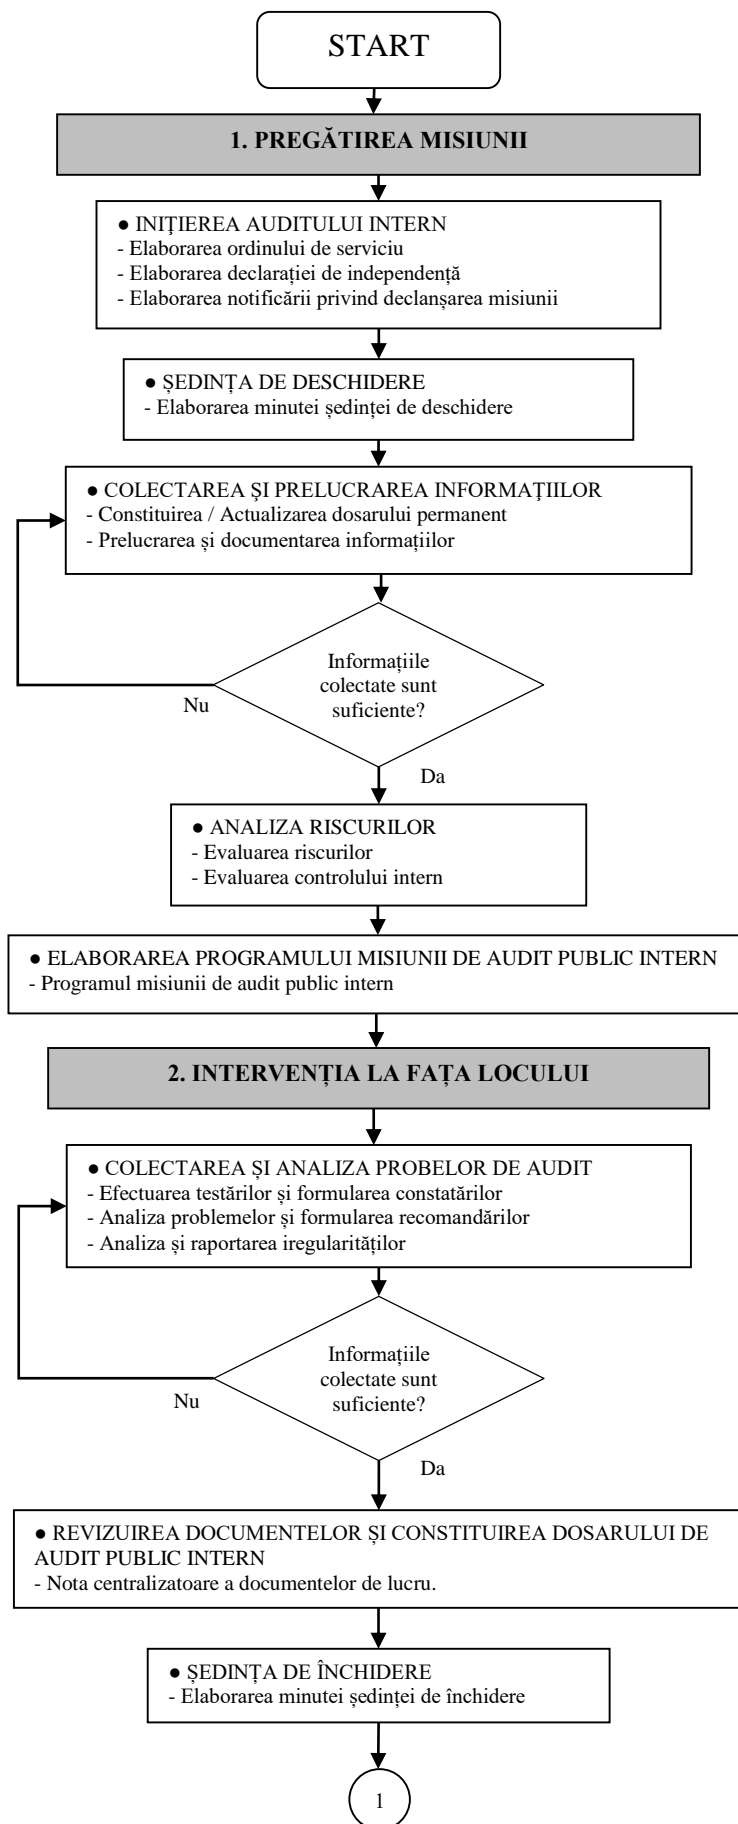 START
1. PREGĂTIREA MISIUNII
● INIŢIEREA AUDITULUI INTERN
- Elaborarea ordinului de serviciu
- Elaborarea declarației de independență
- Elaborarea notificării privind declanșarea misiunii
● ȘEDINȚA DE DESCHIDERE
- Elaborarea minutei ședinței de deschidere
● COLECTAREA ŞI PRELUCRAREA INFORMAŢIILOR
- Constituirea / Actualizarea dosarului permanent
- Prelucrarea și documentarea informațiilor
Informațiile
colectate sunt
suficiente?
Nu
Da
● ANALIZA RISCURILOR
- Evaluarea riscurilor
- Evaluarea controlului intern
● ELABORAREA PROGRAMULUI MISIUNII DE AUDIT PUBLIC INTERN
- Programul misiunii de audit public intern
2. INTERVENȚIA LA FAȚA LOCULUI
● COLECTAREA ȘI ANALIZA PROBELOR DE AUDIT
- Efectuarea testărilor și formularea constatărilor
- Analiza problemelor și formularea recomandărilor
- Analiza și raportarea iregularităților
Informațiile
colectate sunt
suficiente?
Nu
Da
● REVIZUIREA DOCUMENTELOR ȘI CONSTITUIREA DOSARULUI DE
AUDIT PUBLIC INTERN
- Nota centralizatoare a documentelor de lucru.
● ȘEDINȚA DE ÎNCHIDERE
- Elaborarea minutei ședinței de închidere
1